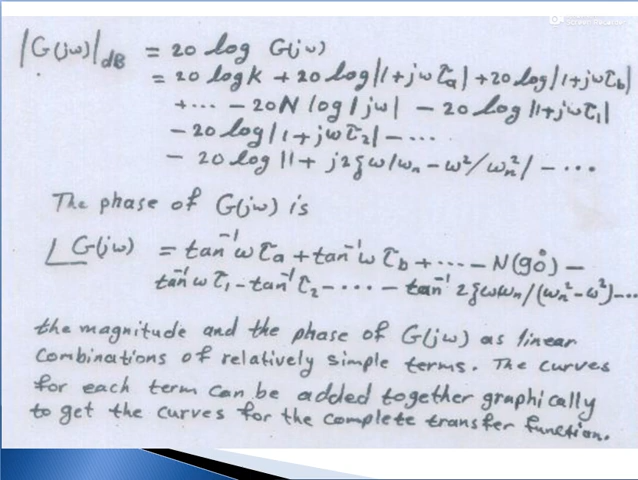 |G(jω)|dB = 20 log G(jω)
= 20 log K + 20 log|1+jωτa| + 20 log|1+jωτb|
+ ··· - 20N log|jω| - 20 log|1+jωτ1|
- 20 log|1+jωτ2| - ···
- 20 log|1 + j2ξω/ωn - ω²/ωn²| - ···
The phase of G(jω) is
∠G(jω) = tan⁻¹ωτa + tan⁻¹ωτb + ··· - N(90°) -
tan⁻¹ωτ1 - tan⁻¹τ2 - ··· - tan⁻¹ 2ξωωn/(ωn²-ω²) - ···
the magnitude and the phase of G(jω) as linear
combinations of relatively simple terms. The curves
for each term can be added together graphically
to get the curves for the complete transfer function.